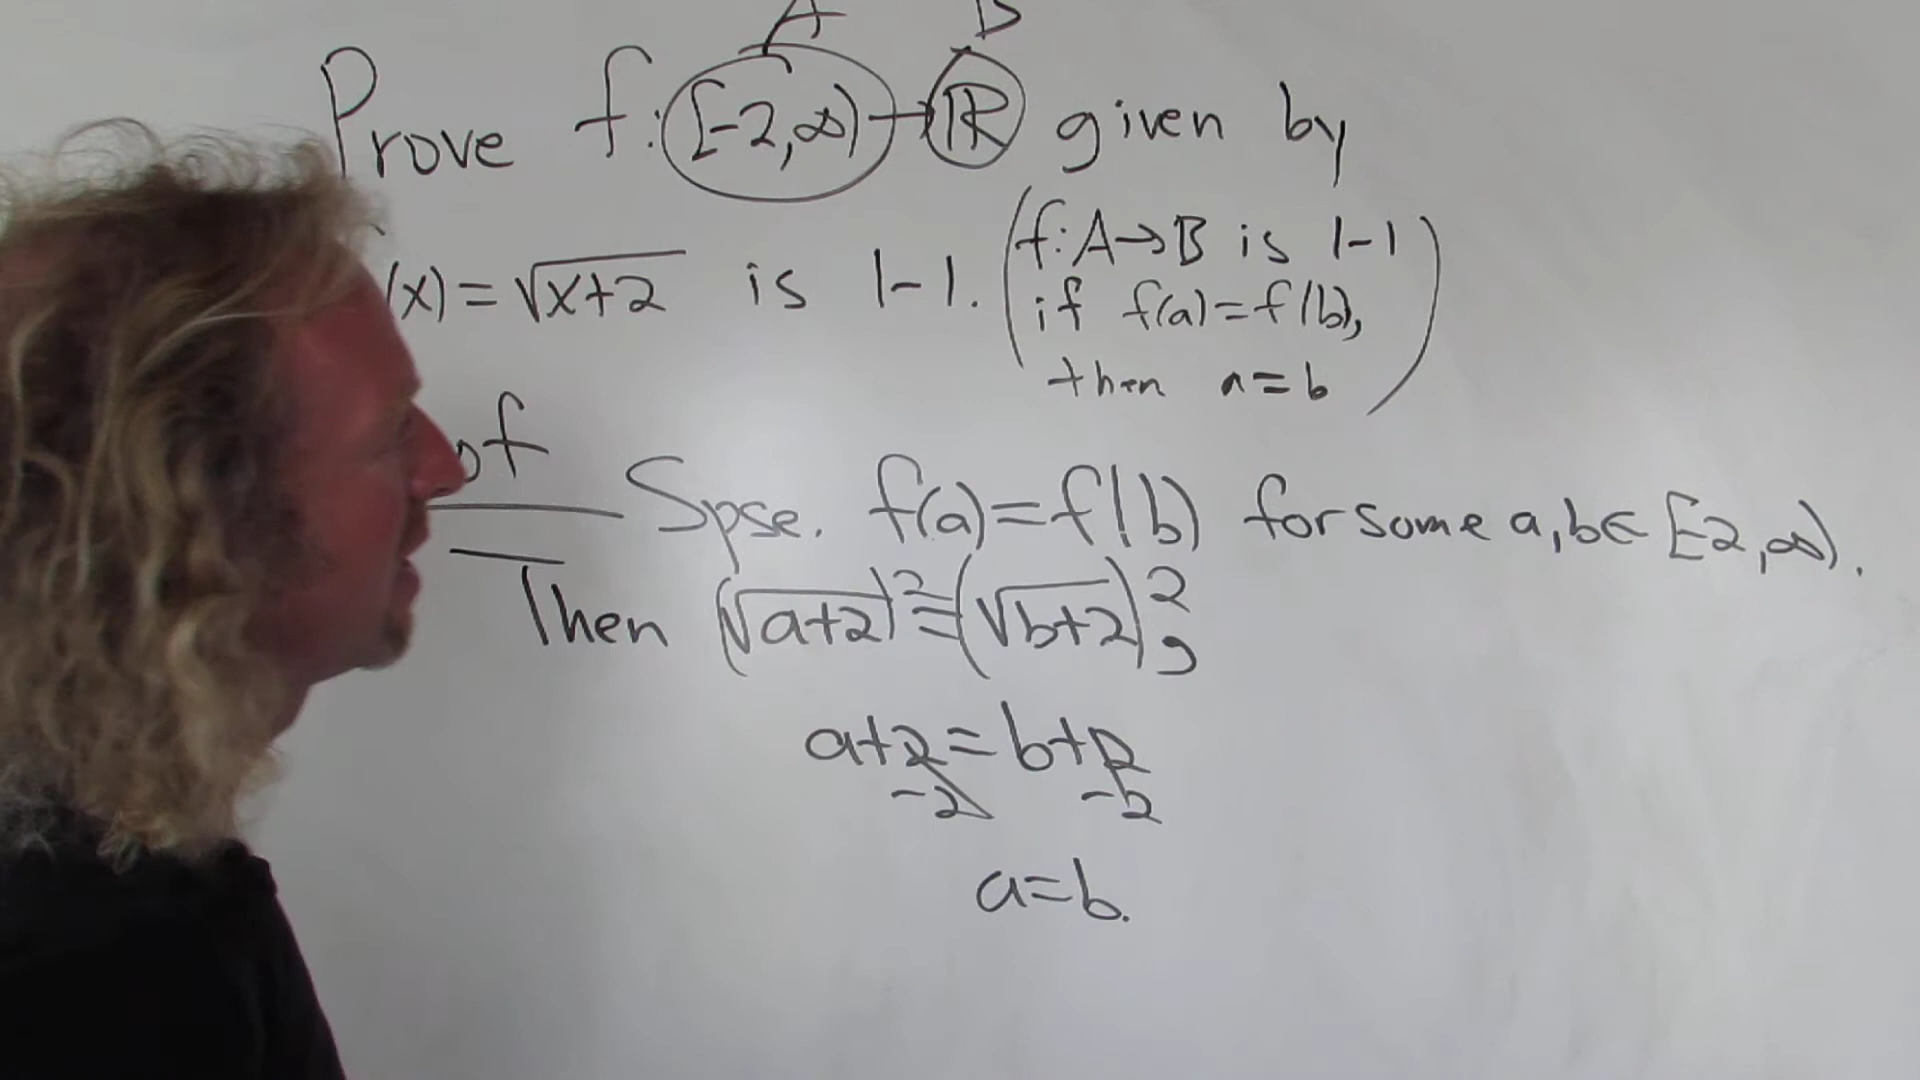 A B
Prove f: [-2,∞) → ℝ given by
(x) = √x+2 is 1-1.
(f: A→B is 1-1
if f(a)=f(b),
then a=b)
of
Spse. f(a)=f(b) for some a,b∈ [-2,∞).
Then (√a+2)²=(√b+2)²,
a+2=b+2
-2 -2
a=b.